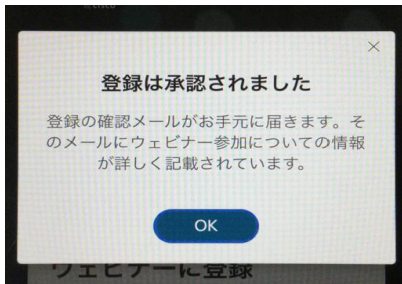 登録は承認されました
登録の確認メールがお手元に届きます。そ
のメールにウェビナー参加についての情報
が詳しく記載されています。
OK
ウェビナーに登録